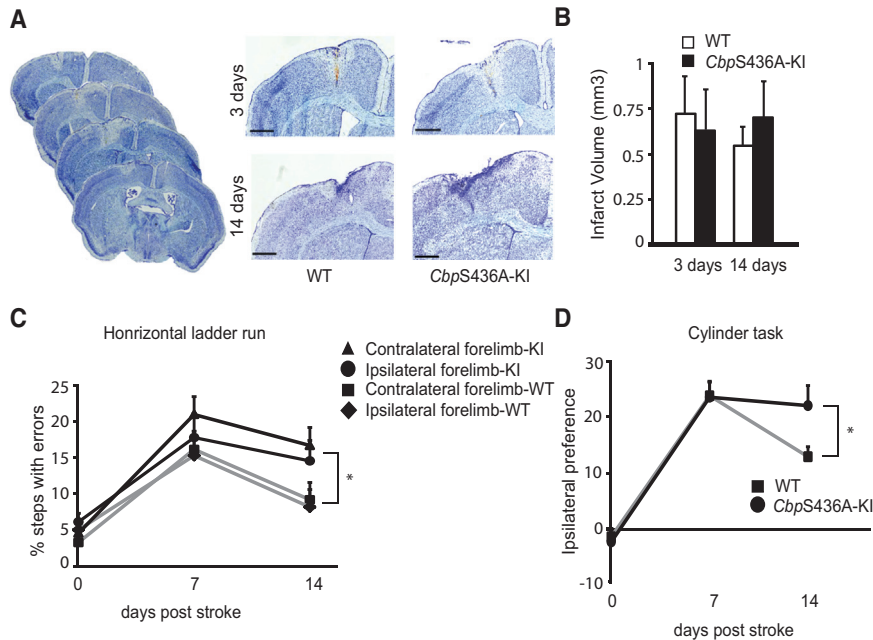 A
3 days
14 days
WT
CbpS436A-KI
B
WT
CbpS436A-KI
Infarct Volume (mm3)
1
0.75
0.5
0.25
0
3 days
14 days
C
Honrizontal ladder run
Contralateral forelimb-KI
Ipsilateral forelimb-KI
Contralateral forelimb-WT
Ipsilateral forelimb-WT
% steps with errors
25
20
15
10
5
0
*
0
7
14
days post stroke
D
Cylinder task
Ipsilateral preference
30
20
10
0
-10
*
WT
CbpS436A-KI
0
7
14
days post stroke